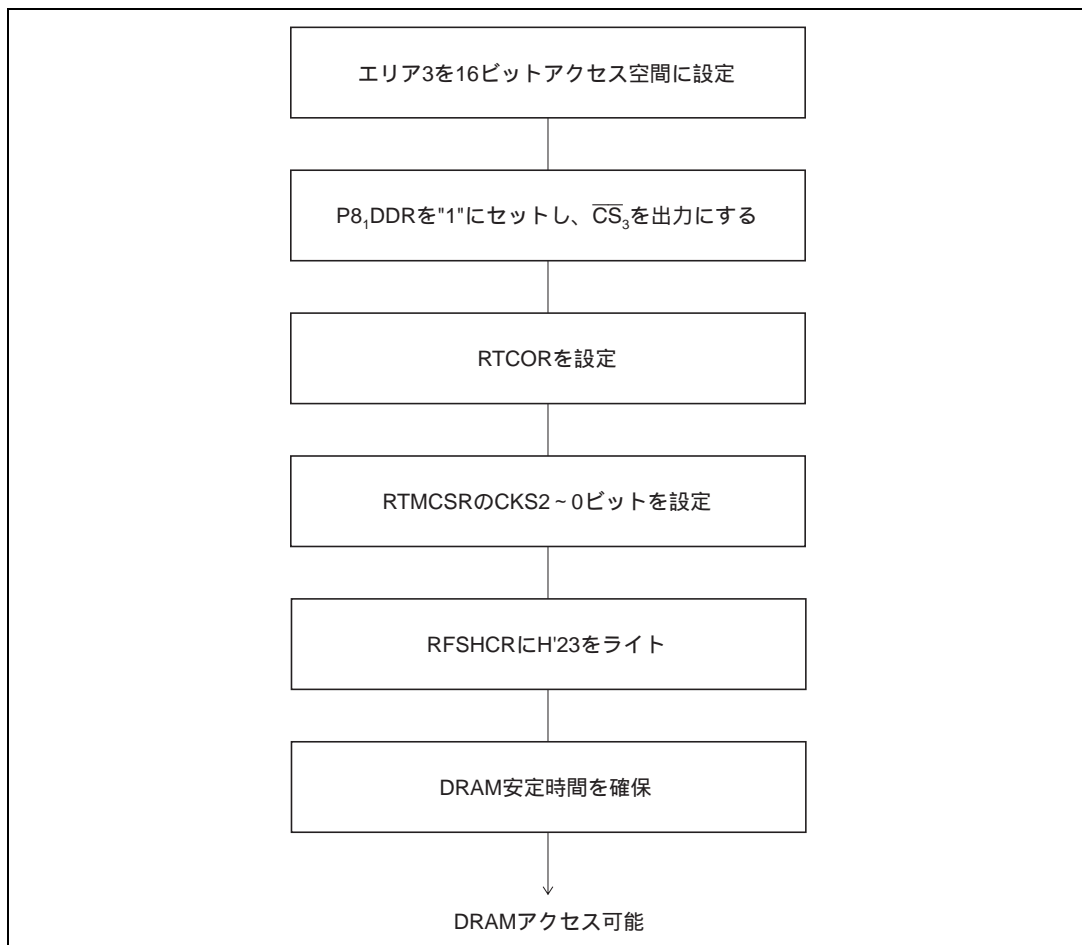 エリア3を16ビットアクセス空間に設定
P8₁DDRを"1"にセットし、C̅S̅₃を出力にする
RTCORを設定
RTMCSRのCKS2~0ビットを設定
RFSHCRにH'23をライト
DRAM安定時間を確保
DRAMアクセス可能